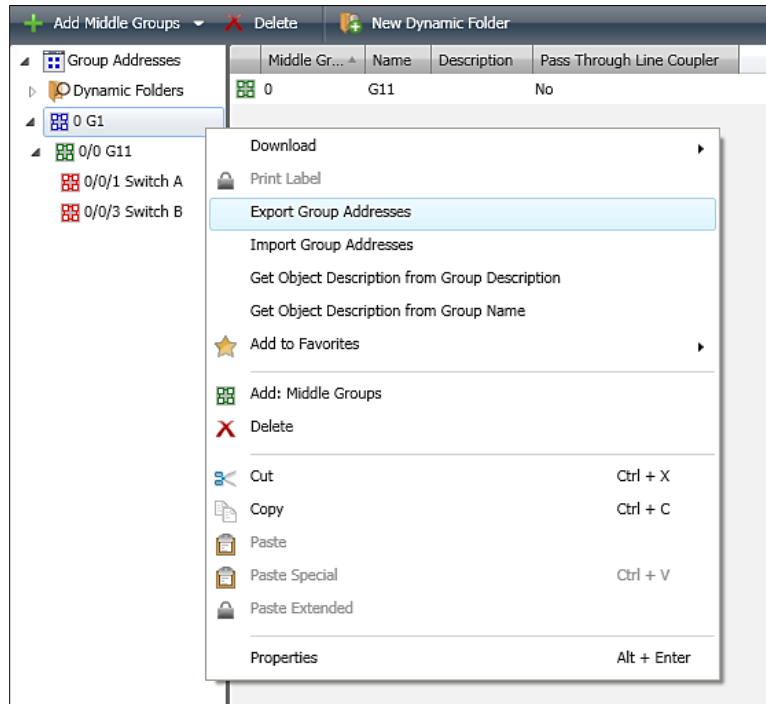 Add Middle Groups Delete New Dynamic Folder
Group Addresses
Dynamic Folders
0 G1
0/0 G11
0/0/1 Switch A
0/0/3 Switch B
Middle Gr... Name Description Pass Through Line Coupler
0 G11 No
Download
Print Label
Export Group Addresses
Import Group Addresses
Get Object Description from Group Description
Get Object Description from Group Name
Add to Favorites
Add: Middle Groups
Delete
Cut Ctrl + X
Copy Ctrl + C
Paste
Paste Special Ctrl + V
Paste Extended
Properties Alt + Enter